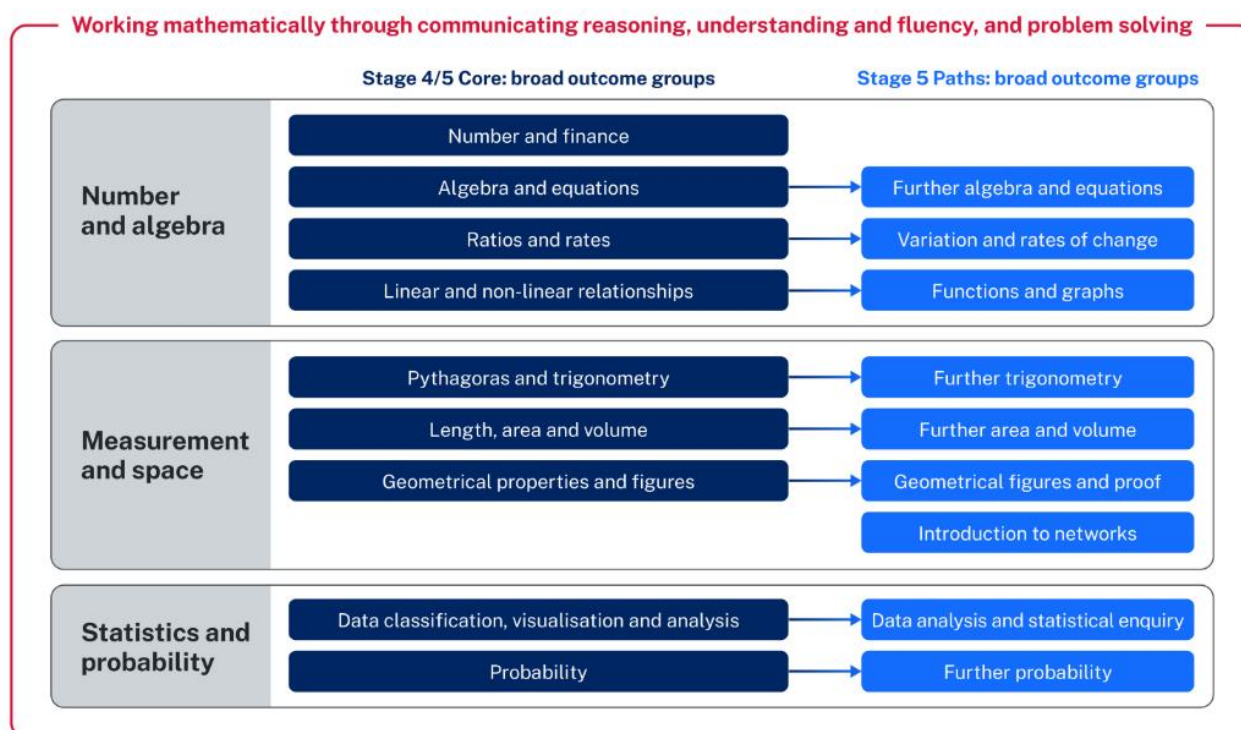 Working mathematically through communicating reasoning, understanding and fluency, and problem solving
Stage 4/5 Core: broad outcome groups
Stage 5 Paths: broad outcome groups
Number
and algebra
Number and finance
Algebra and equations
Further algebra and equations
Ratios and rates
Variation and rates of change
Linear and non-linear relationships
Functions and graphs
Measurement
and space
Pythagoras and trigonometry
Further trigonometry
Length, area and volume
Further area and volume
Geometrical properties and figures
Geometrical figures and proof
Introduction to networks
Statistics and
probability
Data classification, visualisation and analysis
Data analysis and statistical enquiry
Probability
Further probability